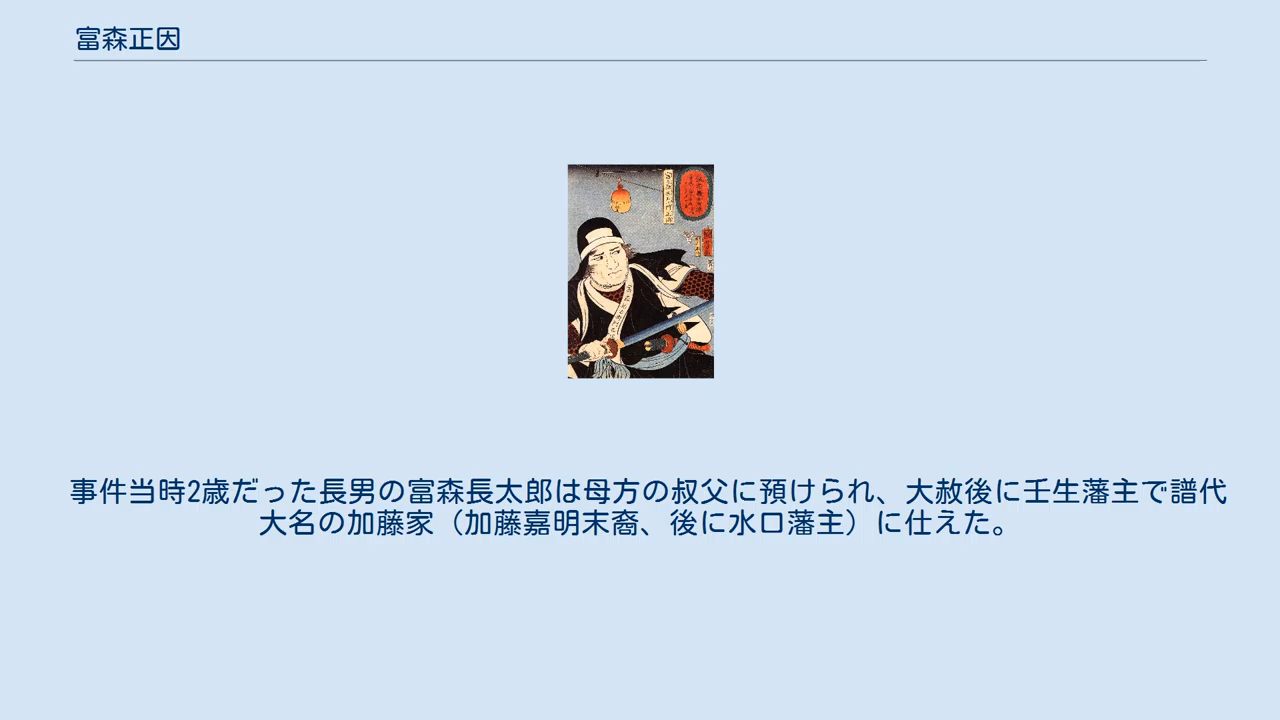 富森正因
事件当時2歳だった長男の富森長太郎は母方の叔父に預けられ、大赦後に壬生藩主で譜代
大名の加藤家（加藤嘉明末裔、後に水口藩主）に仕えた。